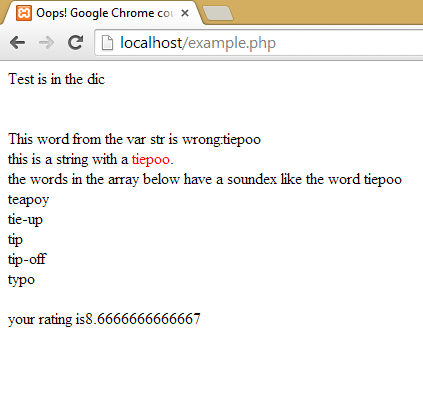 Oops! Google Chrome cou
localhost/example.php
Test is in the dic
This word from the var str is wrong:tiepoo
this is a string with a tiepoo.
the words in the array below have a soundex like the word tiepoo
teapoy
tie-up
tip
tip-off
typo
your rating is8.6666666666667